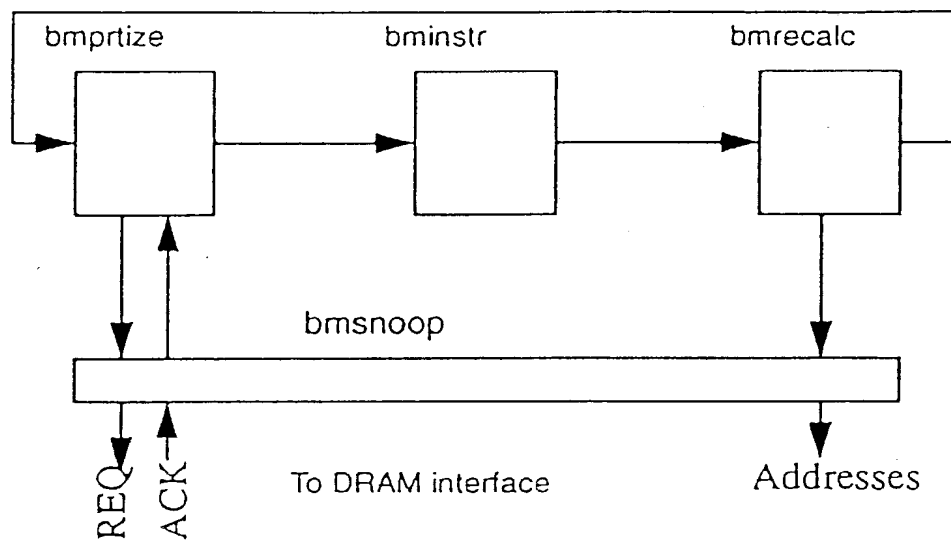 bmprtize
bminstr
bmrecalc
bmsnoop
REQ
ACK
To DRAM interface
Addresses